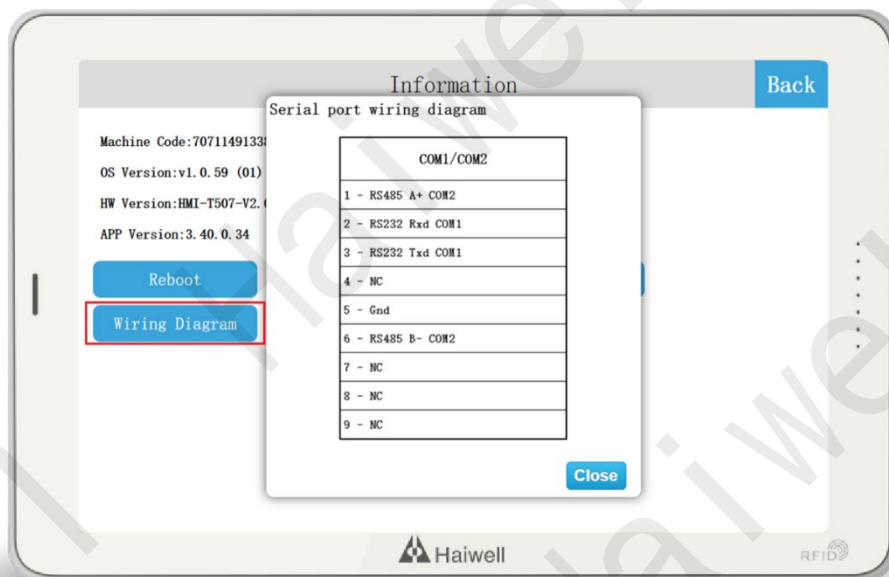 Information
Back
Serial port wiring diagram
Machine Code:7071149133
OS Version:v1.0.59 (01)
HW Version:HMI-T507-V2.
APP Version:3.40.0.34
Reboot
Wiring Diagram
COM1/COM2
1 - RS485 A+ COM2
2 - RS232 Rxd COM1
3 - RS232 Txd COM1
4 - NC
5 - Gnd
6 - RS485 B- COM2
7 - NC
8 - NC
9 - NC
Close
Haiwell
RFID
Haiwell
Haiwe